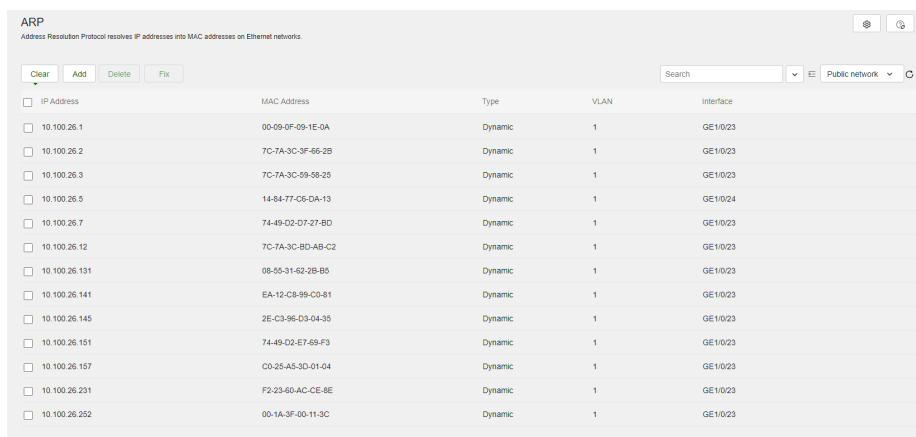 ARP
Address Resolution Protocol resolves IP addresses into MAC addresses on Ethernet networks.
Clear Add Delete Fix Search Public network
IP Address MAC Address Type VLAN Interface
10.100.26.1 00-09-0F-09-1E-0A Dynamic 1 GE1/0/23
10.100.26.2 7C-7A-3C-3F-66-2B Dynamic 1 GE1/0/23
10.100.26.3 7C-7A-3C-59-58-25 Dynamic 1 GE1/0/23
10.100.26.5 14-84-77-C6-DA-13 Dynamic 1 GE1/0/24
10.100.26.7 74-49-D2-D7-27-BD Dynamic 1 GE1/0/23
10.100.26.12 7C-7A-3C-BD-AB-C2 Dynamic 1 GE1/0/23
10.100.26.131 08-55-31-62-2B-B5 Dynamic 1 GE1/0/23
10.100.26.141 EA-12-C8-99-C0-81 Dynamic 1 GE1/0/23
10.100.26.145 2E-C3-96-D3-04-35 Dynamic 1 GE1/0/23
10.100.26.151 74-49-D2-E7-69-F3 Dynamic 1 GE1/0/23
10.100.26.157 C0-25-A5-3D-01-04 Dynamic 1 GE1/0/23
10.100.26.231 F2-23-60-AC-CE-8E Dynamic 1 GE1/0/23
10.100.26.252 00-1A-3F-00-11-3C Dynamic 1 GE1/0/23